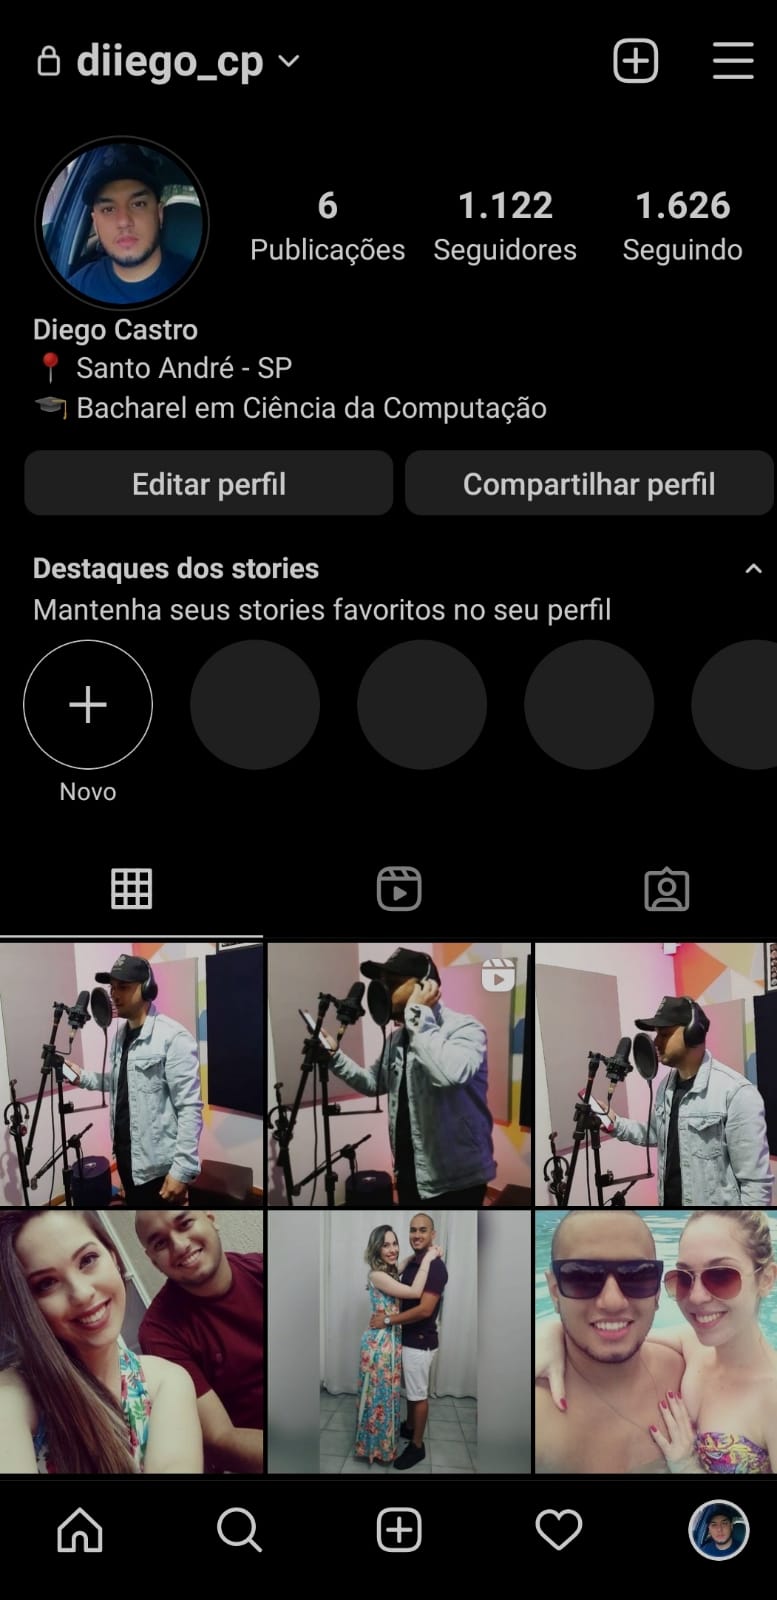 diiego_cp
6 1.122 1.626
Publicações Seguidores Seguindo
Diego Castro
📍 Santo André - SP
🎓 Bacharel em Ciência da Computação
Editar perfil Compartilhar perfil
Destaques dos stories
Mantenha seus stories favoritos no seu perfil
Novo